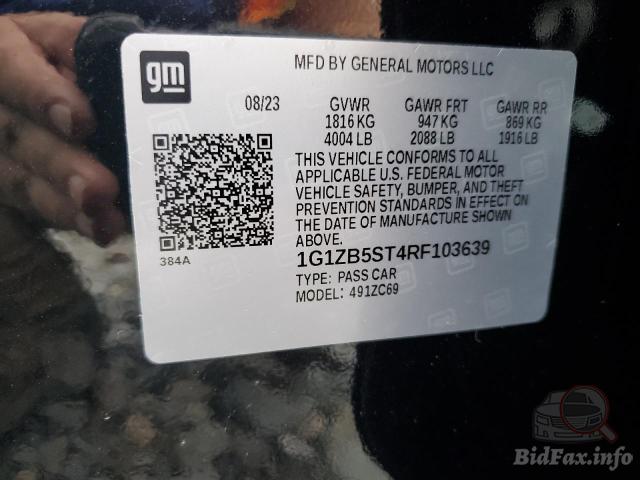 gm
MFD BY GENERAL MOTORS LLC
08/23 GVWR GAWR FRT GAWR RR
1816 KG 947 KG 869 KG
4004 LB 2088 LB 1916 LB
THIS VEHICLE CONFORMS TO ALL
APPLICABLE U.S. FEDERAL MOTOR
VEHICLE SAFETY, BUMPER, AND THEFT
PREVENTION STANDARDS IN EFFECT ON
THE DATE OF MANUFACTURE SHOWN
ABOVE.
384A
1G1ZB5ST4RF103639
TYPE: PASS CAR
MODEL: 491ZC69
BidFax.info